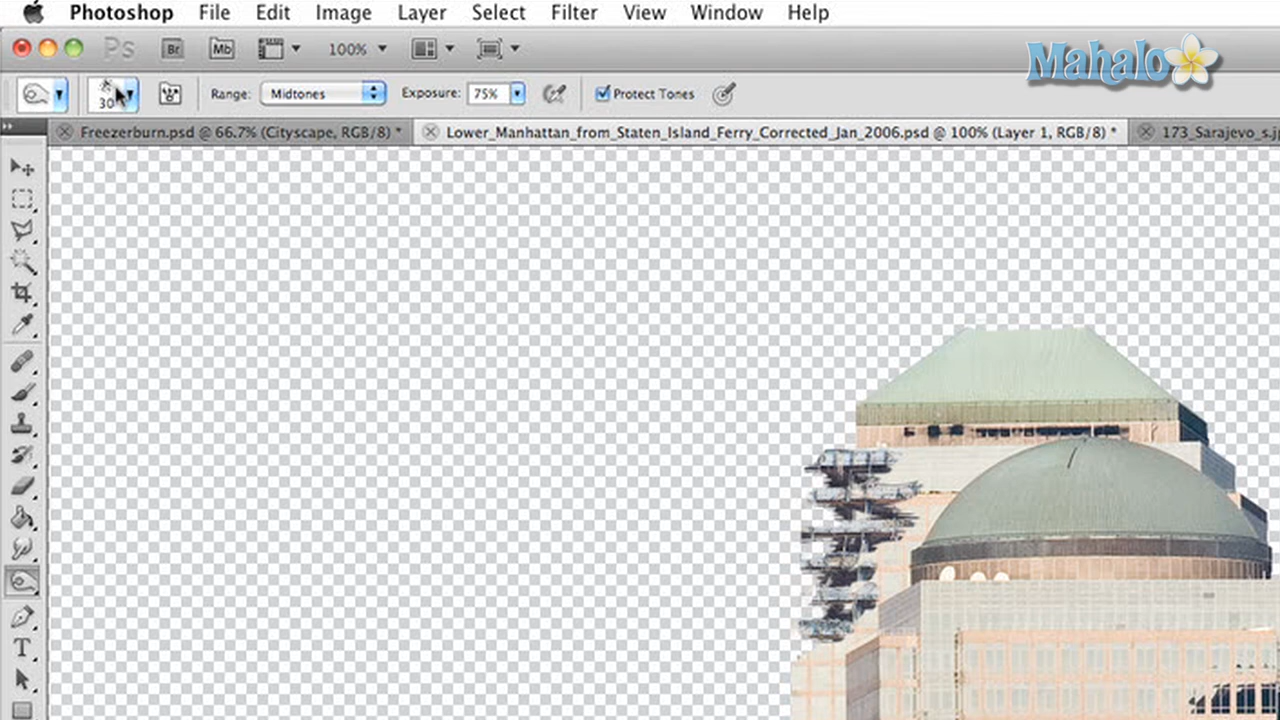 Photoshop File Edit Image Layer Select Filter View Window Help
Ps Br Mb 100%
Mahalo
30 Range: Midtones Exposure: 75% Protect Tones
Freezerburn.psd @ 66.7% (Cityscape, RGB/8) * Lower_Manhattan_from_Staten_Island_Ferry_Corrected_Jan_2006.psd @ 100% (Layer 1, RGB/8) * 173_Sarajevo_s.j
T